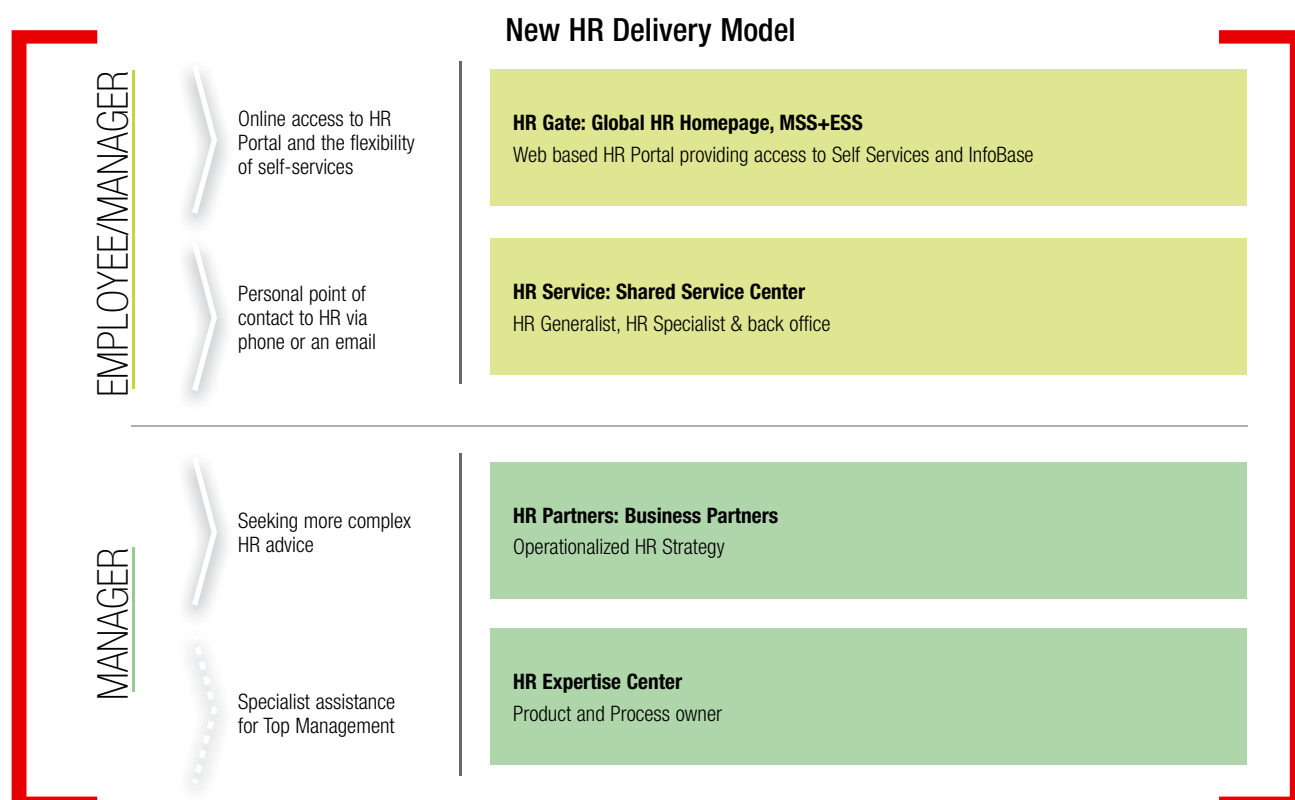 New HR Delivery Model
EMPLOYEE/MANAGER
Online access to HR
Portal and the flexibility
of self-services
HR Gate: Global HR Homepage, MSS+ESS
Web based HR Portal providing access to Self Services and InfoBase
Personal point of
contact to HR via
phone or an email
HR Service: Shared Service Center
HR Generalist, HR Specialist & back office
MANAGER
Seeking more complex
HR advice
HR Partners: Business Partners
Operationalized HR Strategy
Specialist assistance
for Top Management
HR Expertise Center
Product and Process owner